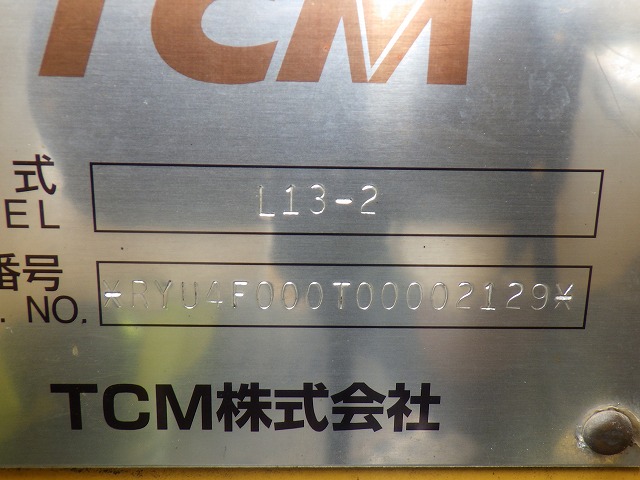 TCM
式
EL
L13-2
番号
. NO.
*RYU4F000T00002129*
TCM株式会社